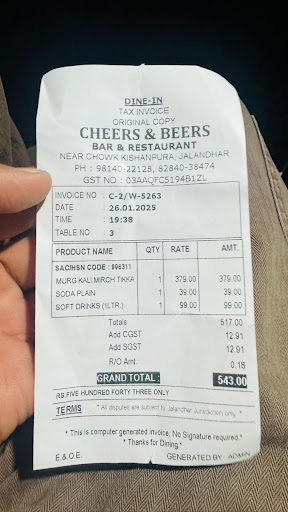 DINE-IN
TAX INVOICE
ORIGINAL COPY
CHEERS & BEERS
BAR & RESTAURANT
NEAR CHOWK KISHANPURA, JALANDHAR
PH : 98140-22128, 82840-38474
GST NO : 03AAQFC5194B1ZL
INVOICE NO : C-2/W-5263
DATE : 26.01.2025
TIME : 19:38
TABLE NO : 3
PRODUCT NAME QTY RATE AMT.
SAC/HSN CODE : 996311
MURG KALI MIRCH TIKKA 1 379.00 379.00
SODA PLAIN 1 39.00 39.00
SOFT DRINKS (1LTR.) 1 99.00 99.00
Totals 517.00
Add CGST 12.91
Add SGST 12.91
R/O Amt. 0.18
GRAND TOTAL : 543.00
RS.FIVE HUNDRED FORTY THREE ONLY
TERMS * All disputes are subject to Jalandhar Jurisdiction Only. *
* This is computer generated invoice. No Signature required.*
* Thanks for Dining *
E.& O.E. GENERATED BY : ADMIN